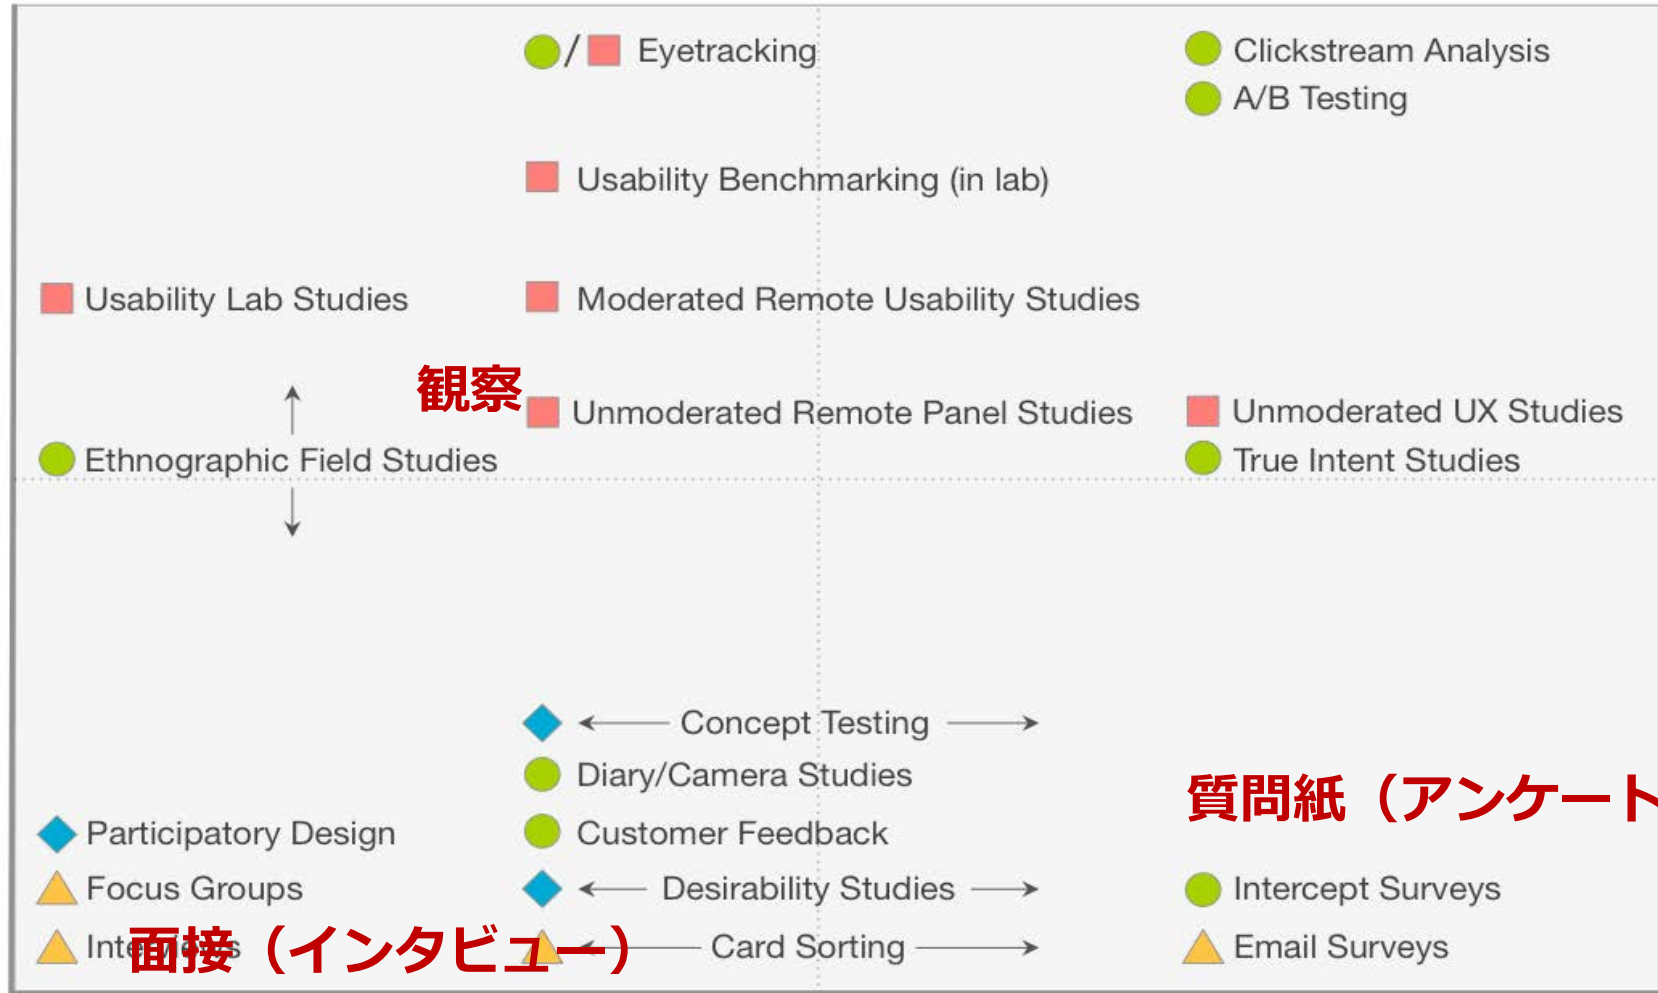 / Eyetracking
Clickstream Analysis
A/B Testing
Usability Benchmarking (in lab)
Usability Lab Studies
Moderated Remote Usability Studies
観察
Unmoderated Remote Panel Studies
Unmoderated UX Studies
Ethnographic Field Studies
True Intent Studies
Concept Testing
Diary/Camera Studies
質問紙（アンケート
Participatory Design
Customer Feedback
Focus Groups
Desirability Studies
Intercept Surveys
Interviews
面接（インタビュー）
Card Sorting
Email Surveys